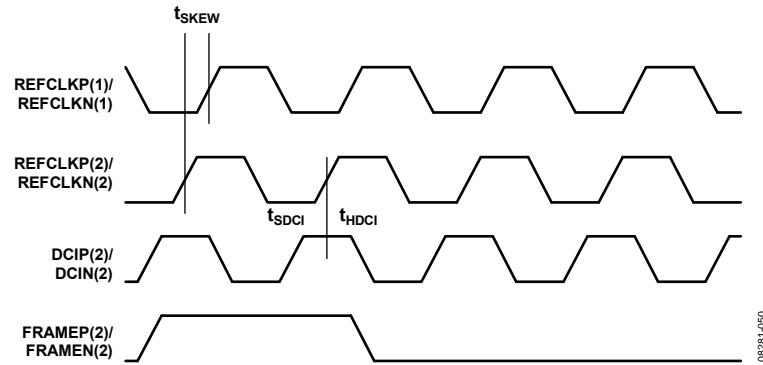 tSKEW
REFCLKP(1)/
REFCLKN(1)
REFCLKP(2)/
REFCLKN(2)
tSDCI tHDCI
DCIP(2)/
DCIN(2)
FRAMEP(2)/
FRAMEN(2)
08281-050